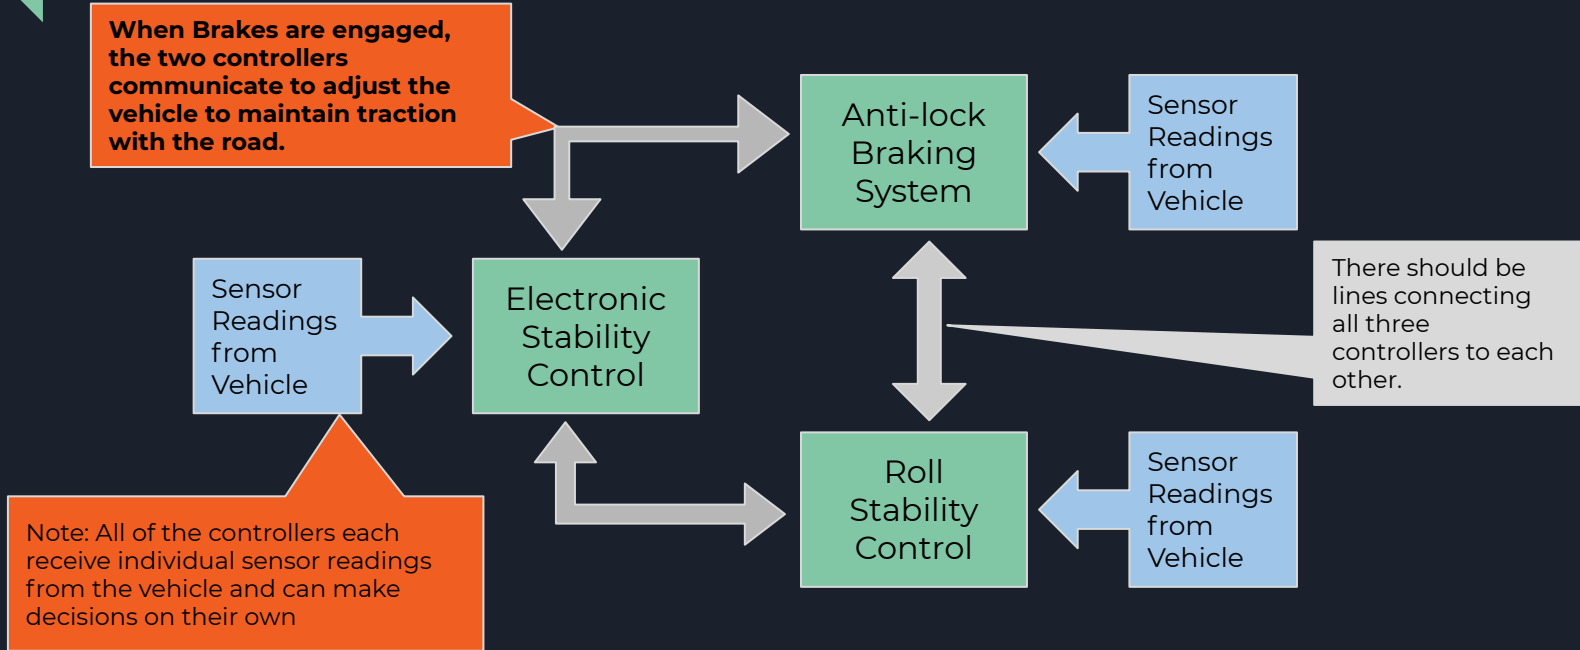 When Brakes are engaged,
the two controllers
communicate to adjust the
vehicle to maintain traction
with the road.
Anti-lock
Braking
System
Sensor
Readings
from
Vehicle
Sensor
Readings
from
Vehicle
Electronic
Stability
Control
There should be
lines connecting
all three
controllers to each
other.
Roll
Stability
Control
Sensor
Readings
from
Vehicle
Note: All of the controllers each
receive individual sensor readings
from the vehicle and can make
decisions on their own